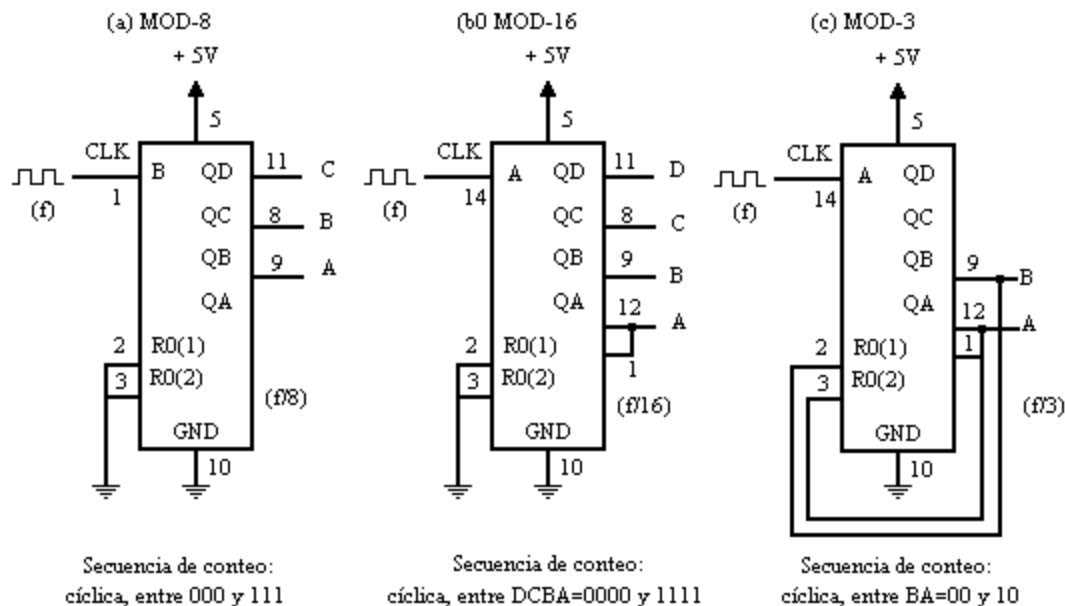 (a) MOD-8
+ 5V
5
CLK
B
QD
11
C
1
(f)
QC
8
B
QB
9
A
QA
2
R0(1)
3
R0(2)
(f/8)
GND
10
Secuencia de conteo:
cíclica, entre 000 y 111
(b0 MOD-16
+ 5V
5
CLK
A
QD
11
D
14
(f)
QC
8
C
QB
9
B
QA
12
A
1
2
R0(1)
3
R0(2)
(f/16)
GND
10
Secuencia de conteo:
cíclica, entre DCBA=0000 y 1111
(c) MOD-3
+ 5V
5
CLK
A
QD
14
(f)
QC
QB
9
B
QA
12
A
1
2
R0(1)
3
R0(2)
(f/3)
GND
10
Secuencia de conteo:
cíclica, entre BA=00 y 10